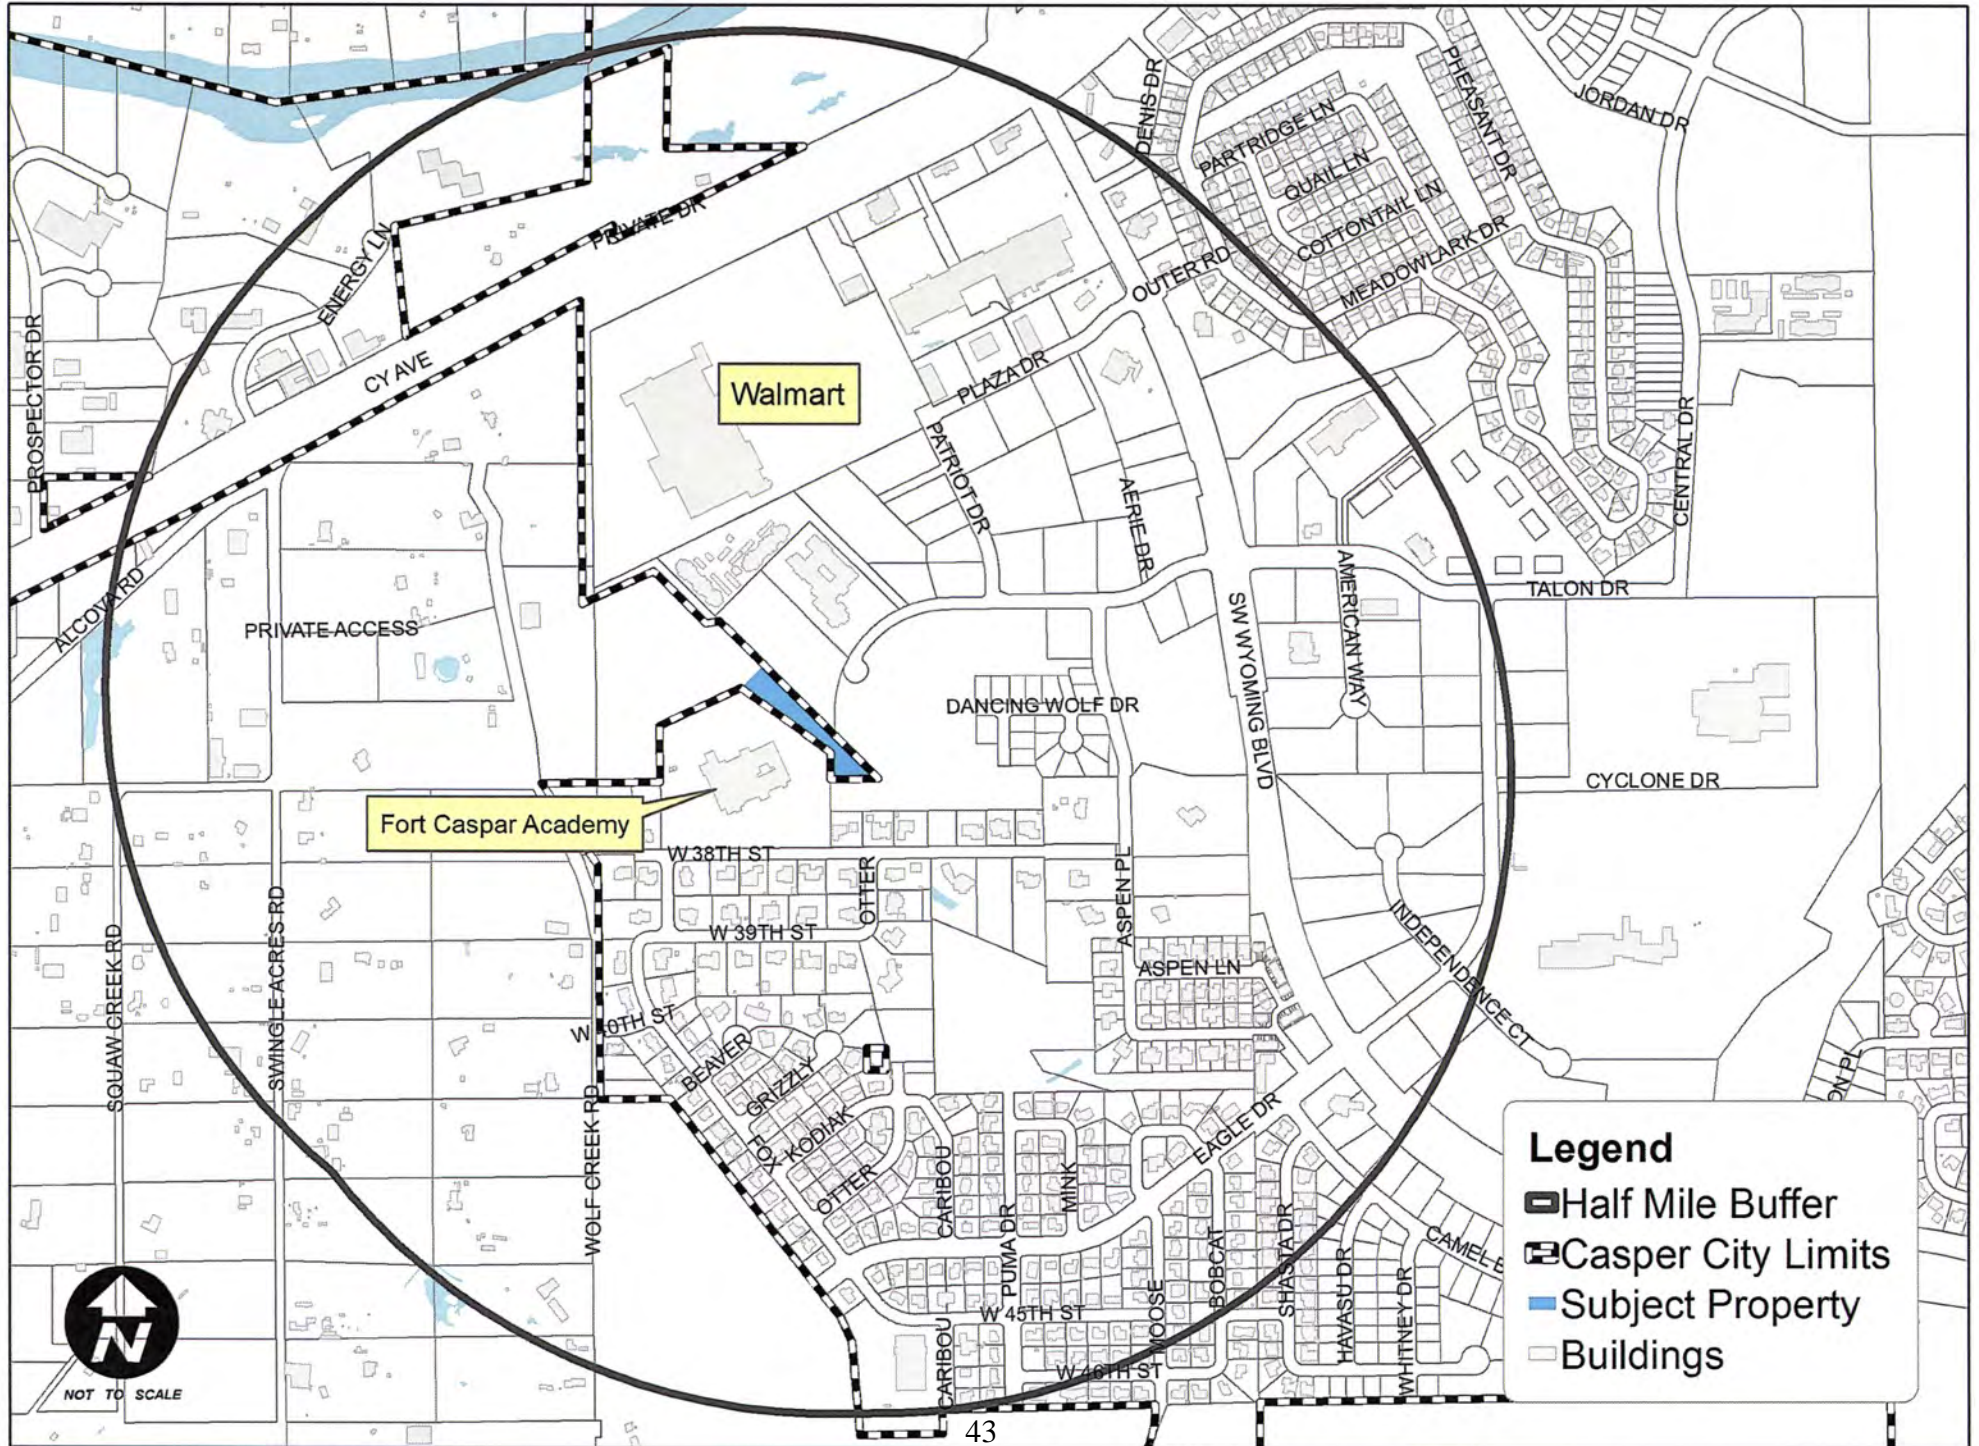 DENIS DR
PHEASANT DR
JORDAN DR
PARTRIDGE LN
QUAIL LN
COTTONTAIL LN
MEADOWLARK DR
OUTER RD
PRIVATE DR
ENERGY LN
PROSPECTOR DR
CY AVE
Walmart
PLAZA DR
PATRIOT DR
AERIE DR
CENTRAL DR
ALCOVA RD
PRIVATE ACCESS
AMERICAN WAY
TALON DR
SW WYOMING BLVD
DANCING WOLF DR
CYCLONE DR
Fort Caspar Academy
W 38TH ST
OTTER
ASPEN PL
W 39TH ST
ASPEN LN
INDEPENDENCE CT
SQUAW CREEK RD
SWINGLE ACRES RD
W 40TH ST
BEAVER
GRIZZLY
KODIAK
FOX
OTTER
WOLF CREEK RD
CARIBOU
MINK
EAGLE DR
PUMA DR
BOBCAT
SHASTA DR
HAVASU DR
WHITNEY DR
CAMEL B
ON PL
W 45TH ST
MOOSE
CARIBOU
W 46TH ST
Legend
Half Mile Buffer
Casper City Limits
Subject Property
Buildings
N
NOT TO SCALE
43